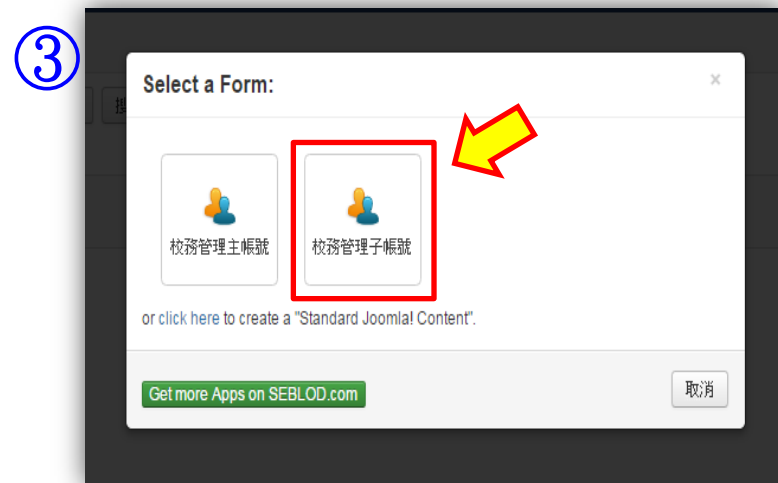 ③
Select a Form:
×
校務管理主帳號
校務管理子帳號
or click here to create a "Standard Joomla! Content".
Get more Apps on SEBLOD.com
取消